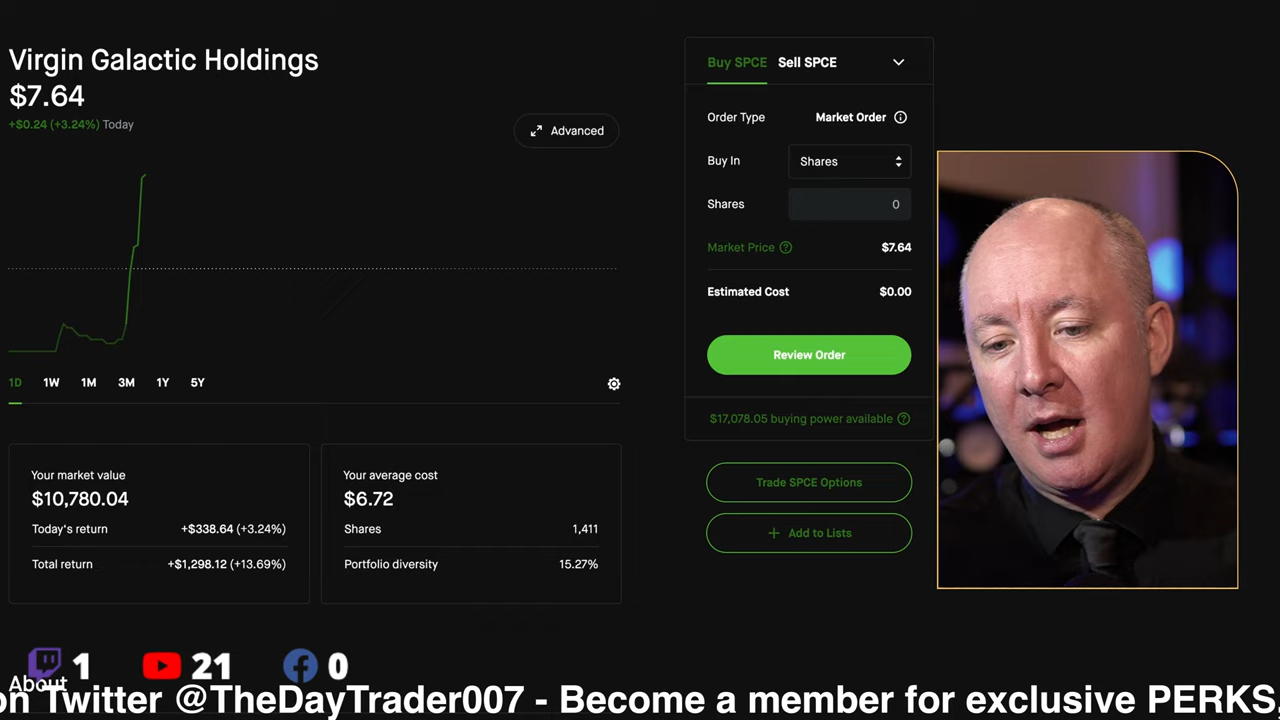 Virgin Galactic Holdings
$7.64
+$0.24 (+3.24%) Today
Advanced
1D 1W 1M 3M 1Y 5Y
Your market value
$10,780.04
Today's return +$338.64 (+3.24%)
Total return +$1,298.12 (+13.69%)
Your average cost
$6.72
Shares 1,411
Portfolio diversity 15.27%
Buy SPCE Sell SPCE
Order Type Market Order
Buy In Shares
Shares 0
Market Price $7.64
Estimated Cost $0.00
Review Order
$17,078.05 buying power available
Trade SPCE Options
+ Add to Lists
1 21 0
About
on Twitter @TheDayTrader007 - Become a member for exclusive PERKS.